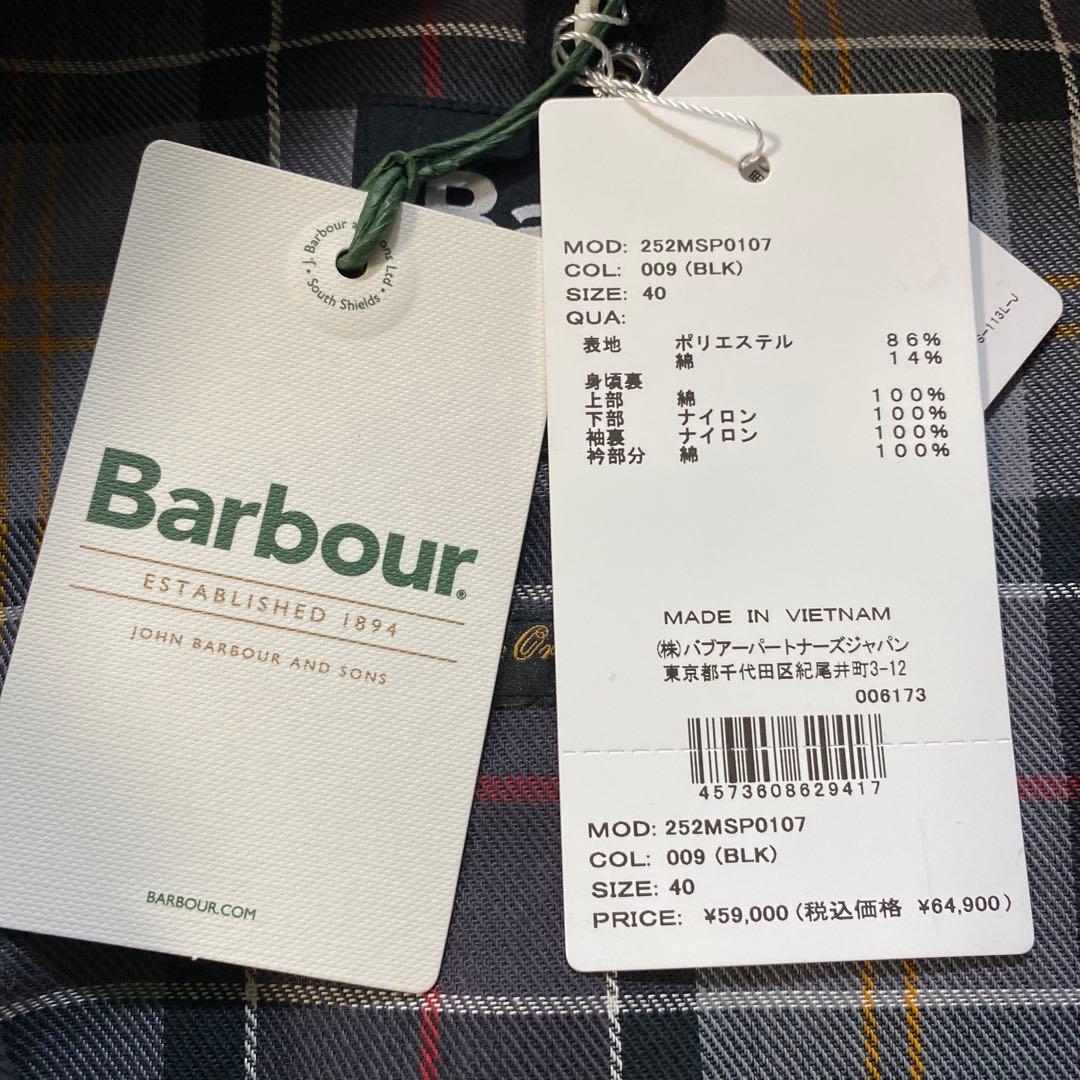 J. Barbour and Sons Ltd
• South Shields •
Barbour®
ESTABLISHED 1894
JOHN BARBOUR AND SONS
BARBOUR.COM
MOD: 252MSP0107
COL: 009 (BLK)
SIZE: 40
QUA:
表地 ポリエステル 86%
綿 14%
身頃裏
上部 綿 100%
下部 ナイロン 100%
袖裏 ナイロン 100%
衿部分 綿 100%
MADE IN VIETNAM
(株)バブアーパートナーズジャパン
東京都千代田区紀尾井町3-12
006173
4573608629417
MOD: 252MSP0107
COL: 009 (BLK)
SIZE: 40
PRICE: ¥59,000 (税込価格 ¥64,900)
-113L-J